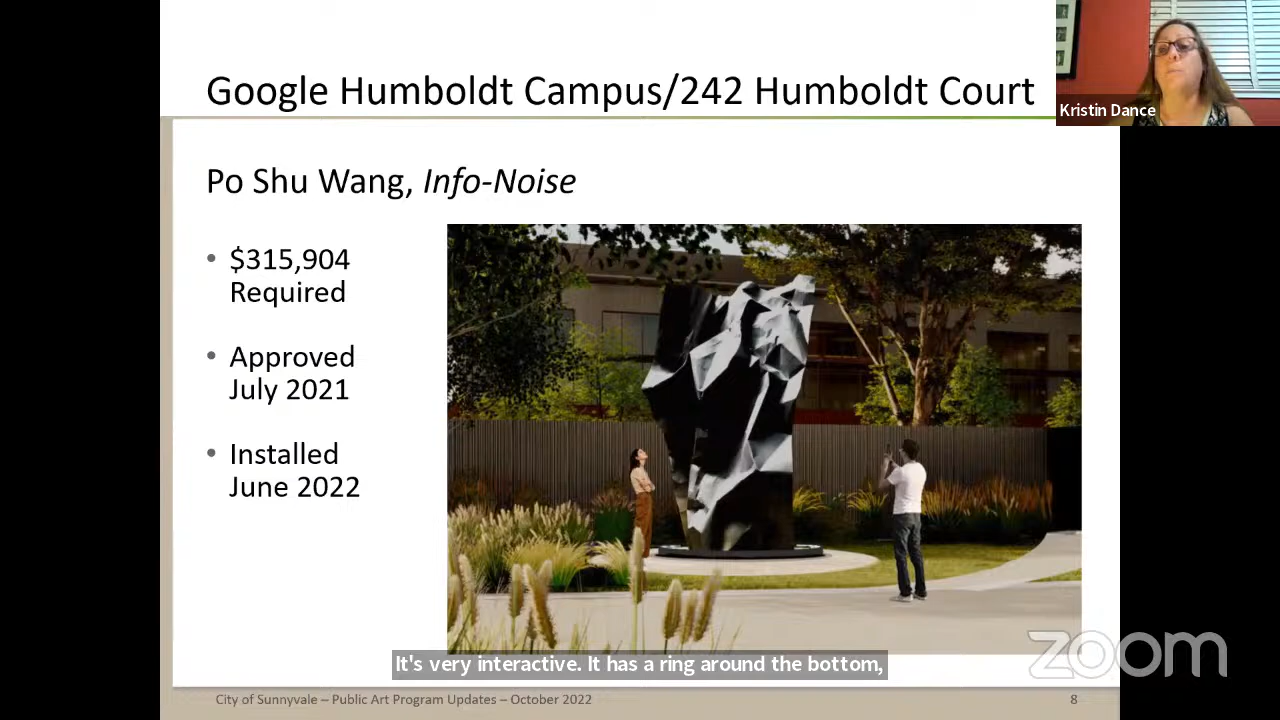 Google Humboldt Campus/242 Humboldt Court
Kristin Dance
Po Shu Wang, Info-Noise
• $315,904
Required
• Approved
July 2021
• Installed
June 2022
It's very interactive. It has a ring around the bottom,
zoom
City of Sunnyvale – Public Art Program Updates – October 2022
8